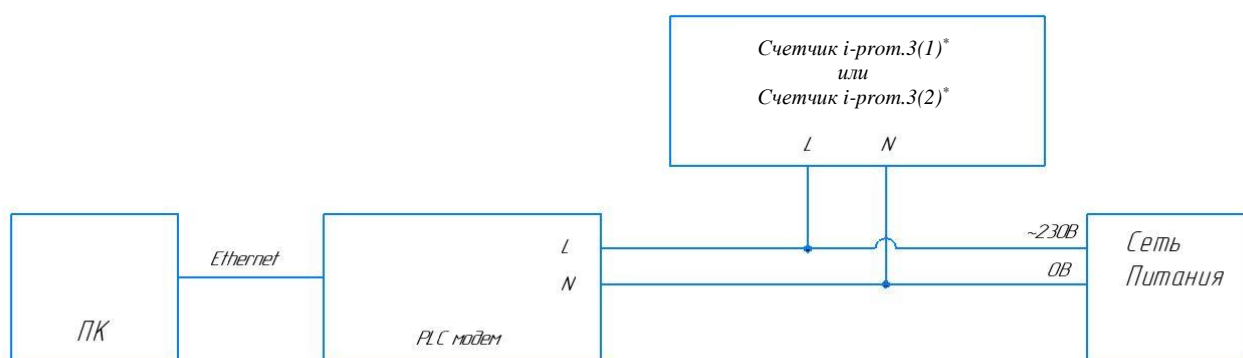 Счетчик i-prom.3(1)*
или
Счетчик i-prom.3(2)*
L N
ПК
Ethernet
L
N
PLC модем
~230В
0В
Сеть
Питания